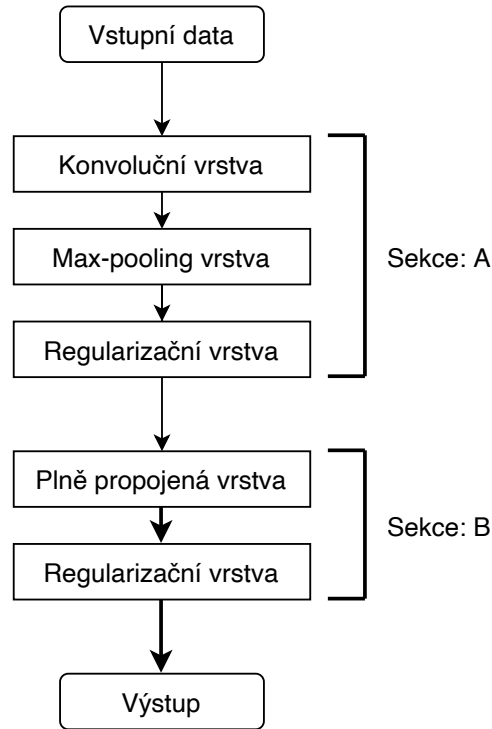 Vstupní data
Konvoluční vrstva
Max-pooling vrstva
Sekce: A
Regularizační vrstva
Plně propojená vrstva
Sekce: B
Regularizační vrstva
Výstup